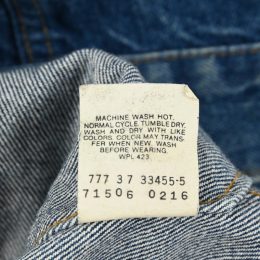 MACHINE WASH HOT.
NORMAL CYCLE. TUMBLE DRY.
WASH AND DRY WITH LIKE
COLORS. COLOR MAY TRANS-
FER WHEN NEW. WASH
BEFORE WEARING.
WPL 423
777 37 33455-5
71506 0216